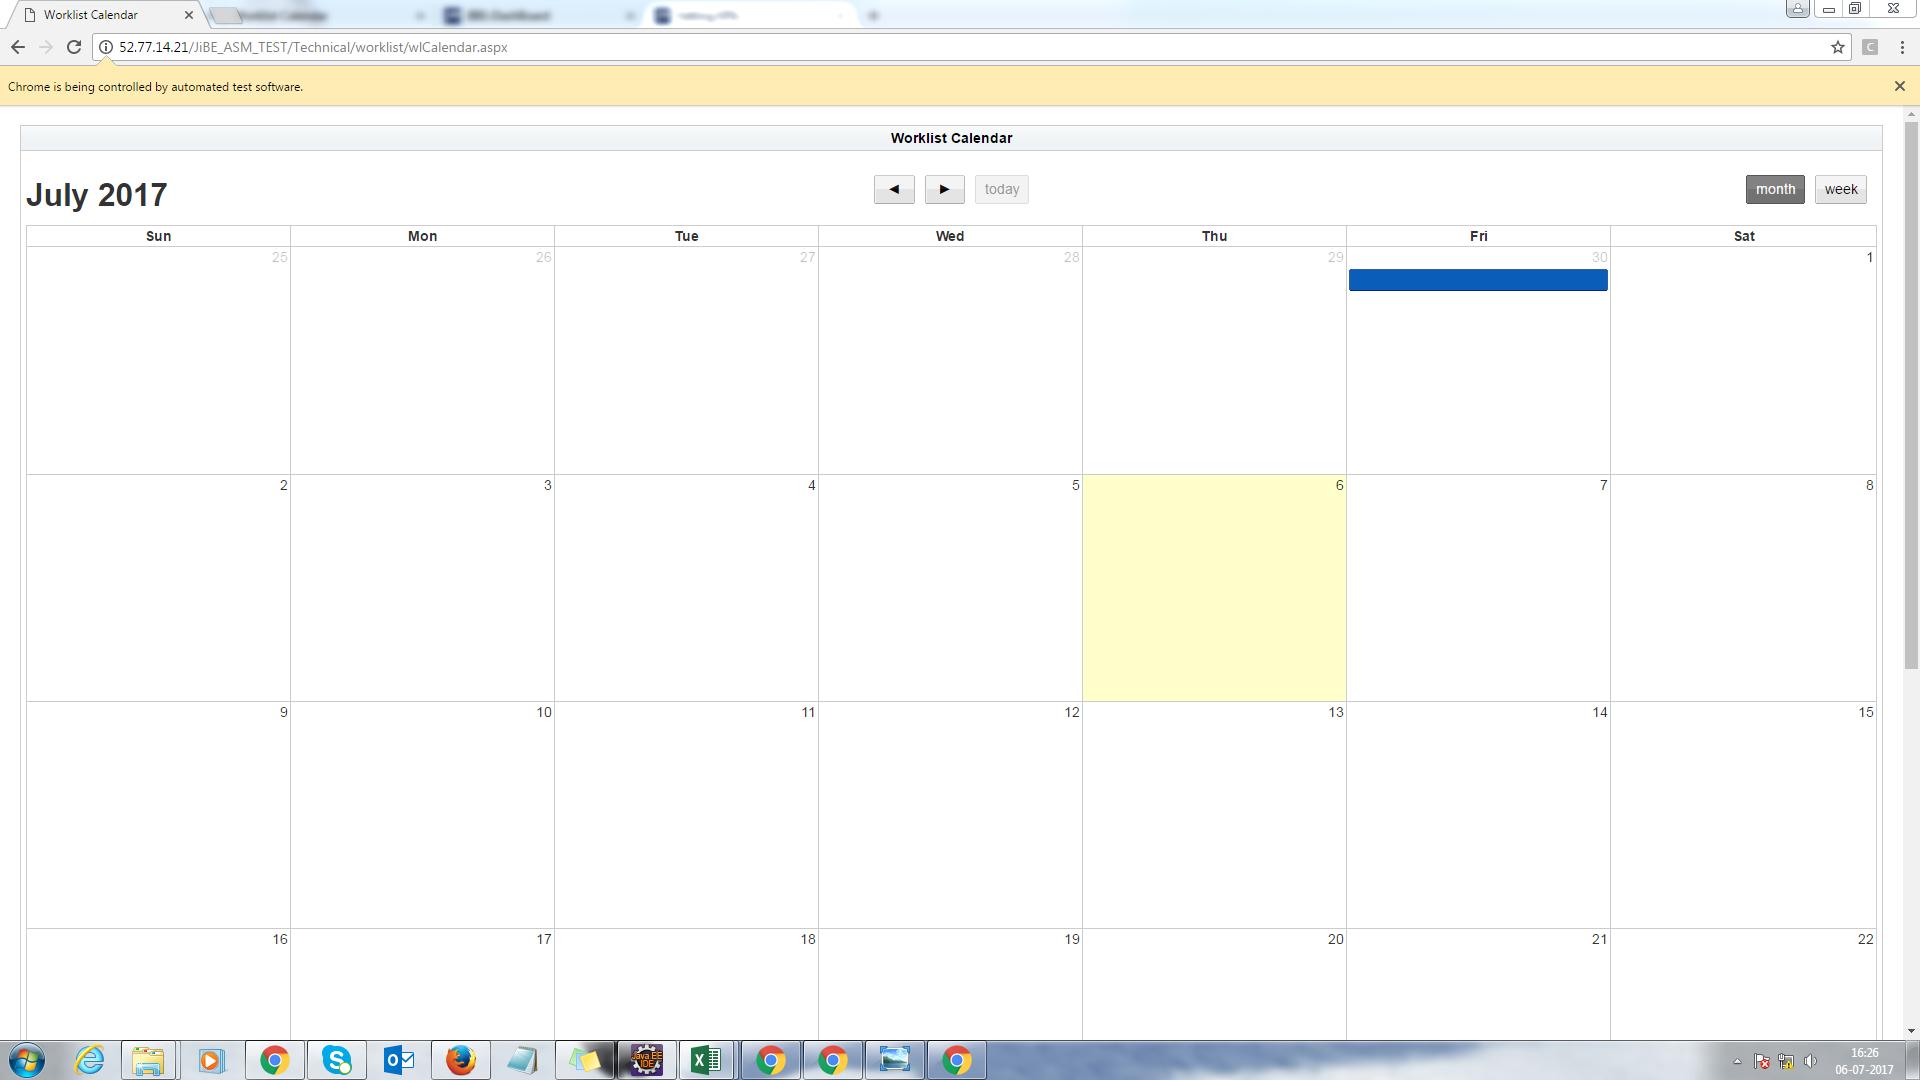 Worklist Calendar
52.77.14.21/JiBE_ASM_TEST/Technical/worklist/wlCalendar.aspx
C
Chrome is being controlled by automated test software.
Worklist Calendar
July 2017
today
month
week
Sun Mon Tue Wed Thu Fri Sat
25 26 27 28 29 30 1
2 3 4 5 6 7 8
9 10 11 12 13 14 15
16 17 18 19 20 21 22
Java EE
IDE
16:26
06-07-2017